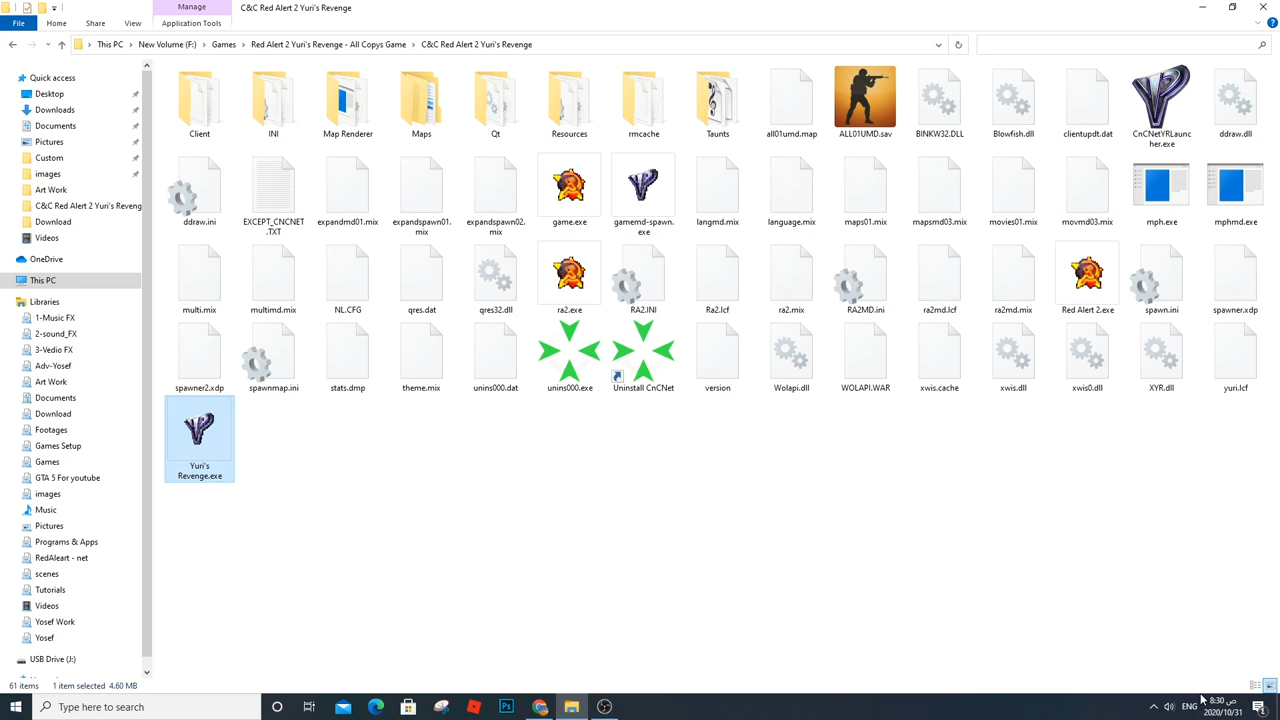 Manage
C&C Red Alert 2 Yuri's Revenge
File
Home
Share
View
Application Tools
This PC
New Volume (F:)
Games
Red Alert 2 Yuri's Revenge - All Copys Game
C&C Red Alert 2 Yuri's Revenge
Quick access
Desktop
Downloads
Documents
Pictures
Custom
images
Art Work
C&C Red Alert 2 Yuri's Reveng
Download
Videos
OneDrive
This PC
Libraries
1-Music FX
2-sound_FX
3-Vedio FX
Adv-Yosef
Art Work
Documents
Download
Footages
Games Setup
Games
GTA 5 For youtube
images
Music
Pictures
Programs & Apps
RedAleart - net
scenes
Tutorials
Videos
Yosef Work
Yosef
USB Drive (J:)
Client
INI
Map Renderer
Maps
Qt
Resources
rmcache
Taunts
all01umd.map
ALL01UMD.sav
BINKW32.DLL
Blowfish.dll
clientupdt.dat
CnCNetYRLaunc
her.exe
ddraw.dll
ddraw.ini
EXCEPT_CNCNET
.TXT
expandmd01.mix
expandspawn01.
mix
expandspawn02.
mix
game.exe
gamemd-spawn.
exe
langmd.mix
language.mix
maps01.mix
mapsmd03.mix
movies01.mix
movmd03.mix
mph.exe
mphmd.exe
multi.mix
multimd.mix
NL.CFG
qres.dat
qres32.dll
ra2.exe
RA2.INI
Ra2.lcf
ra2.mix
RA2MD.ini
ra2md.lcf
ra2md.mix
Red Alert 2.exe
spawn.ini
spawner.xdp
spawner2.xdp
spawnmap.ini
stats.dmp
theme.mix
unins000.dat
unins000.exe
Uninstall CnCNet
version
Wolapi.dll
WOLAPI.WAR
xwis.cache
xwis.dll
xwis0.dll
XYR.dll
yuri.lcf
Yuri's
Revenge.exe
61 items
1 item selected
4.60 MB
Type here to search
ENG
8:30 ص
2020/10/31